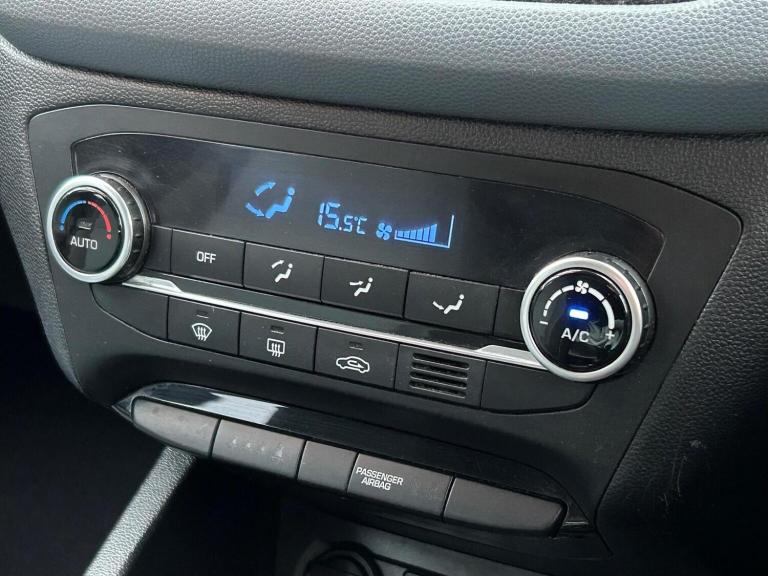 15.5°C
AUTO
OFF
- A/C +
PASSENGER
AIRBAG